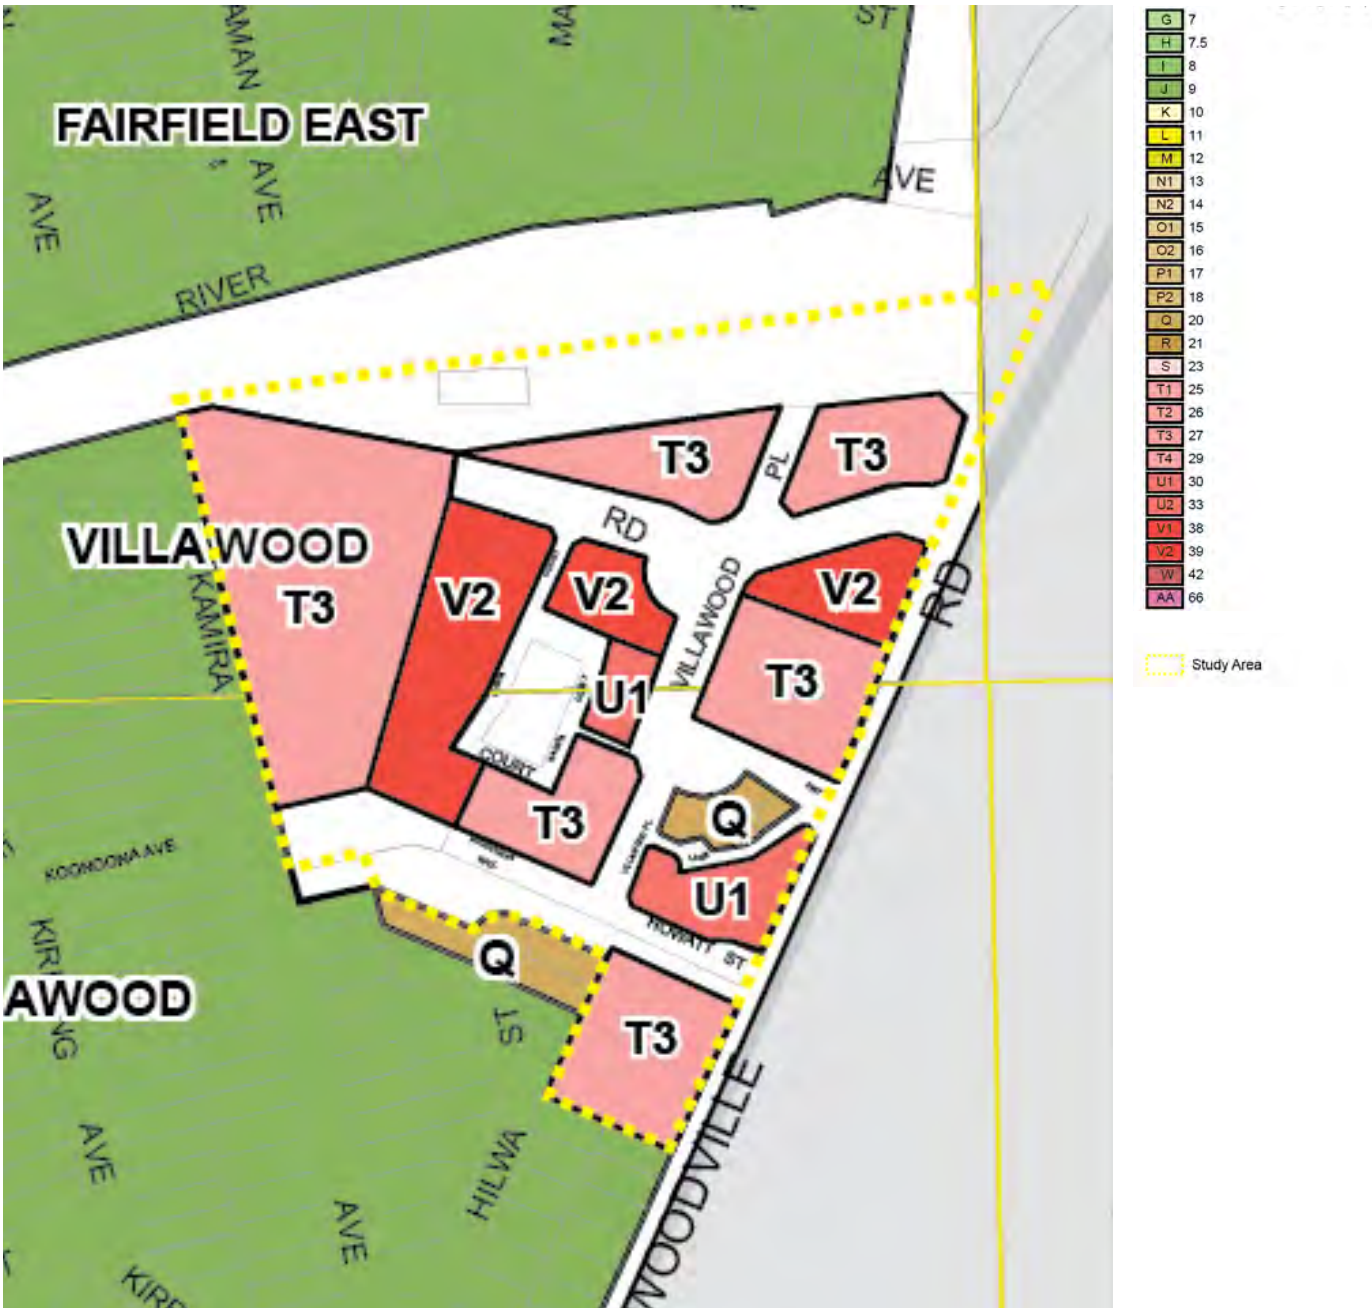 AMAN
MA
ST
FAIRFIELD EAST
AVE
AVE
AVE
RIVER
T3
T3
PL
RD
VILLAWOOD
T3
KAMIRA
V2
V2
VILLAWOOD
V2
RD
T3
U1
COURT
T3
Q
U1
HOWATT
ST
KOONOONA AVE
Q
ST
T3
AWOOD
AVE
HILWA
AVE
WOODVILLE
G 7
H 7.5
I 8
J 9
K 10
L 11
M 12
N1 13
N2 14
O1 15
O2 16
P1 17
P2 18
Q 20
R 21
S 23
T1 25
T2 26
T3 27
T4 29
U1 30
U2 33
V1 38
V2 39
W 42
AA 66
Study Area